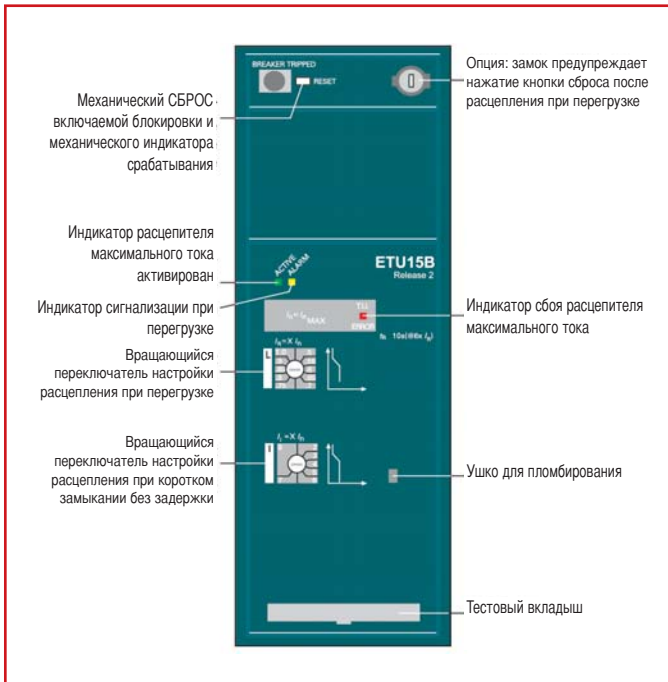 BREAKER TRIPPED
RESET
Опция: замок предупреждает
нажатие кнопки сброса после
расцепления при перегрузке
Механический СБРОС
включаемой блокировки и
механического индикатора
срабатывания
Индикатор расцепителя
максимального тока
активирован
ACTIVE
ALARM
ETU15B
Release 2
Индикатор сигнализации при
перегрузке
MAX
T.U.
ERROR
Индикатор сбоя расцепителя
максимального тока
Вращающийся
переключатель настройки
расцепления при перегрузке
L
Вращающийся
переключатель настройки
расцепления при коротком
замыкании без задержки
I
Ушко для пломбирования
Тестовый вкладыш